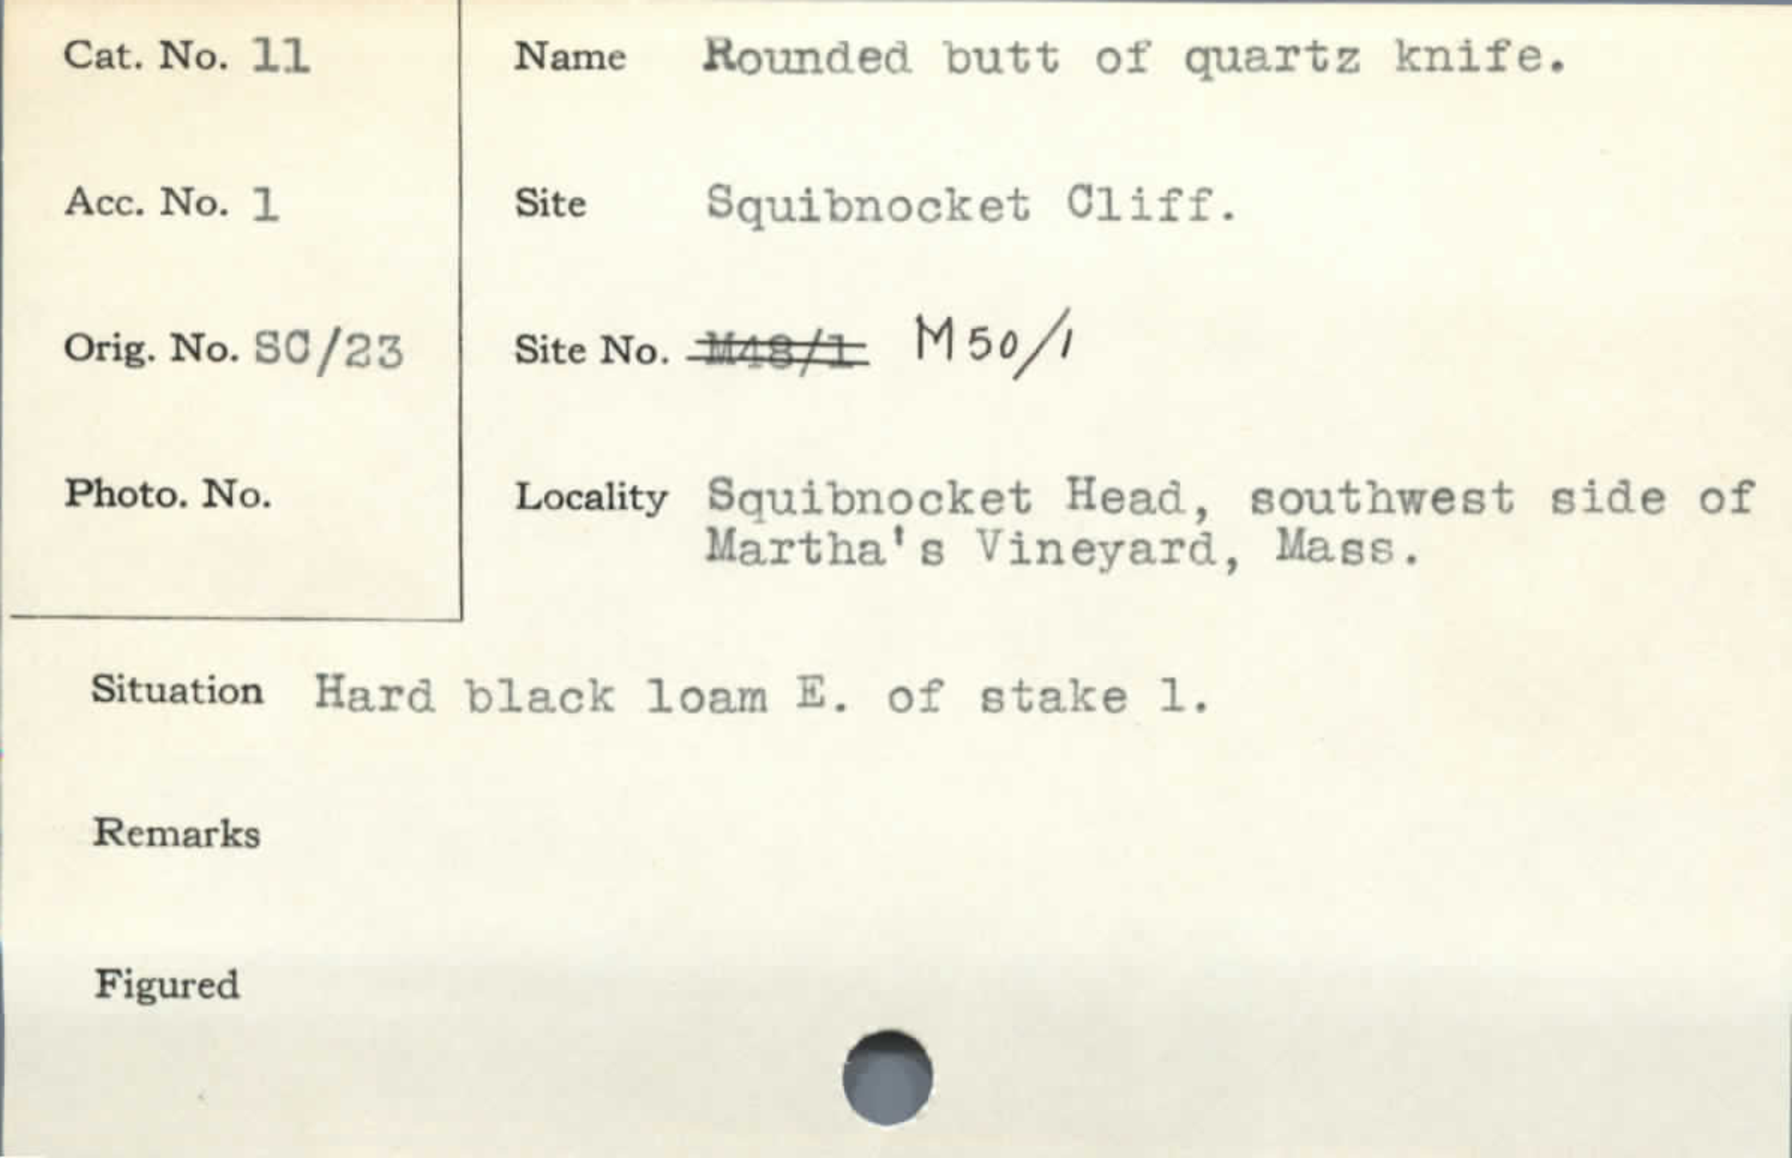 Cat. No. 11
Name Rounded butt of quartz knife.
Acc. No. 1
Site Squibnocket Cliff.
Orig. No. SC/23
Site No. M48/1 M50/1
Photo. No.
Locality Squibnocket Head, southwest side of
Martha's Vineyard, Mass.
Situation Hard black loam E. of stake 1.
Remarks
Figured